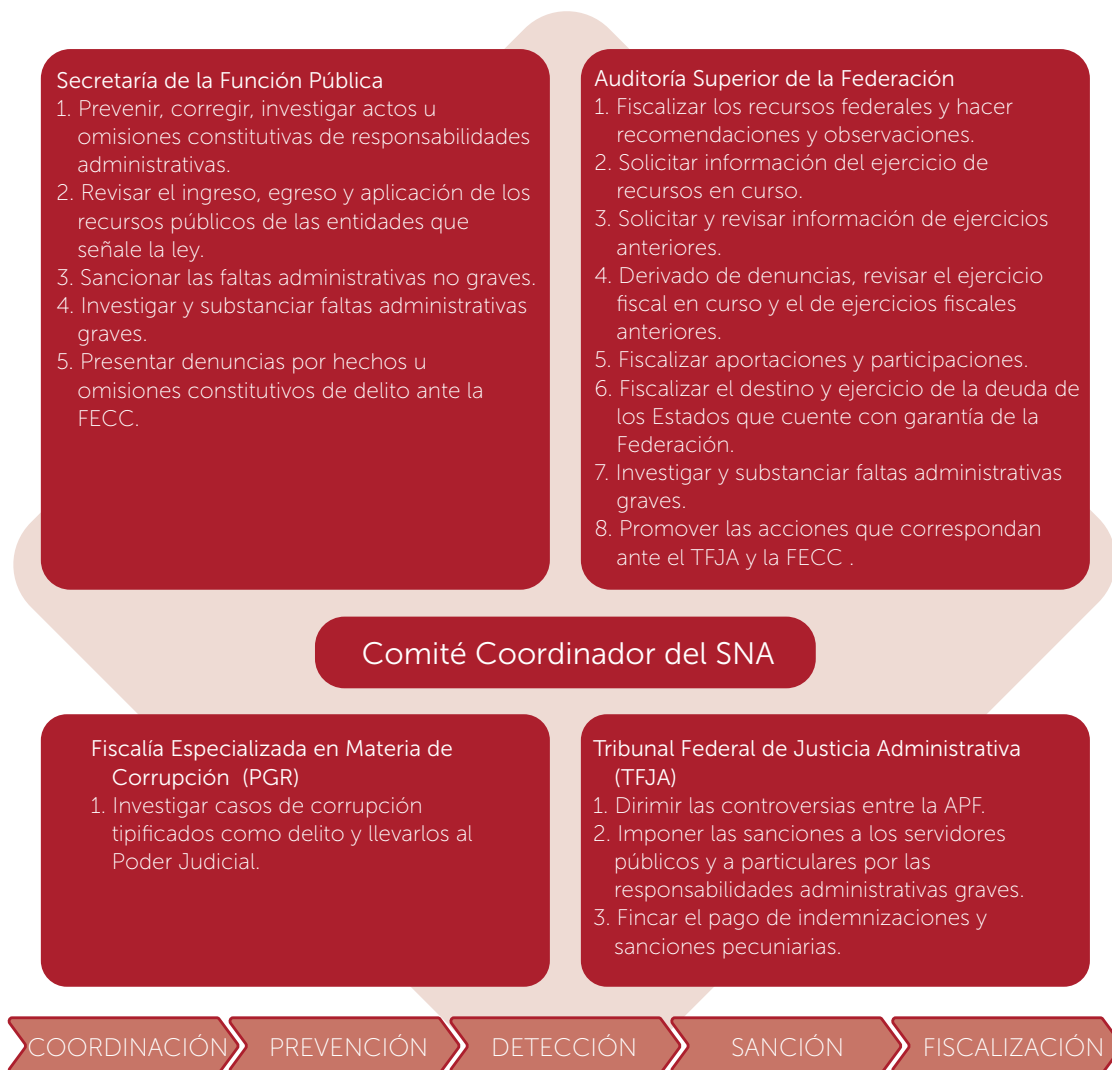 Secretaría de la Función Pública
1. Prevenir, corregir, investigar actos u
omisiones constitutivas de responsabilidades
administrativas.
2. Revisar el ingreso, egreso y aplicación de los
recursos públicos de las entidades que
señale la ley.
3. Sancionar las faltas administrativas no graves.
4. Investigar y substanciar faltas administrativas
graves.
5. Presentar denuncias por hechos u
omisiones constitutivos de delito ante la
FECC.
Auditoría Superior de la Federación
1. Fiscalizar los recursos federales y hacer
recomendaciones y observaciones.
2. Solicitar información del ejercicio de
recursos en curso.
3. Solicitar y revisar información de ejercicios
anteriores.
4. Derivado de denuncias, revisar el ejercicio
fiscal en curso y el de ejercicios fiscales
anteriores.
5. Fiscalizar aportaciones y participaciones.
6. Fiscalizar el destino y ejercicio de la deuda de
los Estados que cuente con garantía de la
Federación.
7. Investigar y substanciar faltas administrativas
graves.
8. Promover las acciones que correspondan
ante el TFJA y la FECC .
Comité Coordinador del SNA
Fiscalía Especializada en Materia de
Corrupción (PGR)
1. Investigar casos de corrupción
tipificados como delito y llevarlos al
Poder Judicial.
Tribunal Federal de Justicia Administrativa
(TFJA)
1. Dirimir las controversias entre la APF.
2. Imponer las sanciones a los servidores
públicos y a particulares por las
responsabilidades administrativas graves.
3. Fincar el pago de indemnizaciones y
sanciones pecuniarias.
COORDINACIÓN PREVENCIÓN DETECCIÓN SANCIÓN FISCALIZACIÓN